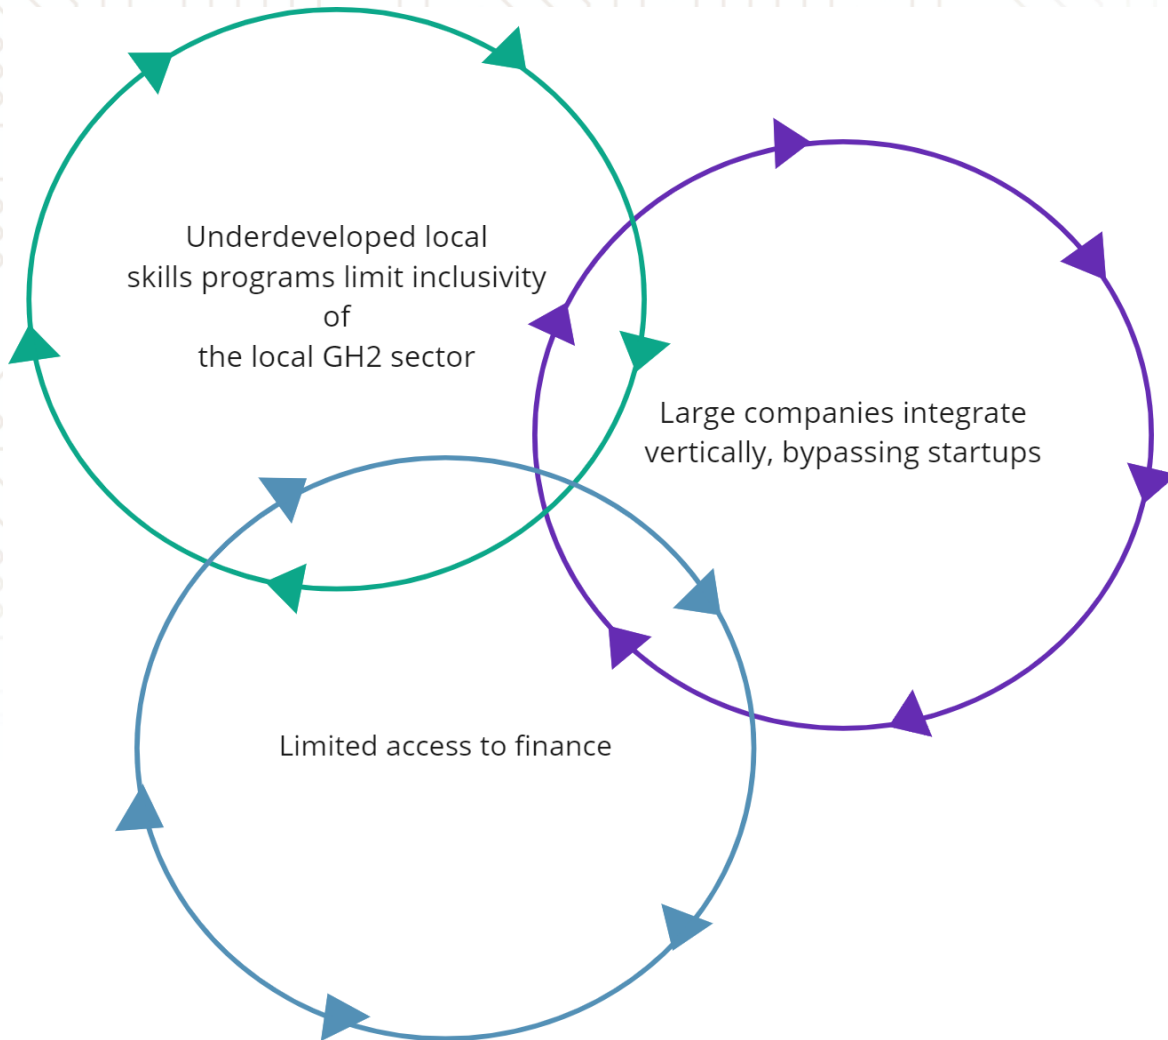 Underdeveloped local
skills programs limit inclusivity
of
the local GH2 sector
Large companies integrate
vertically, bypassing startups
Limited access to finance